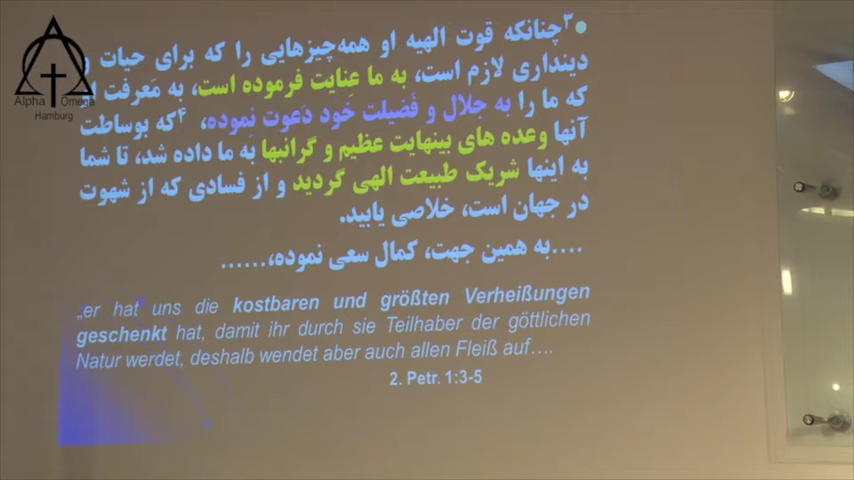 Alpha Omega
Hamburg
³چنانکه قوت الهیه او همه‌چیزهایی را که برای حیات و
دینداری لازم است، به ما عنایت فرموده است، به مَعرفت او
که ما را به جلال و فَضیلت خود دَعوت نموده، ⁴که بوساطت
آنها وعده های بینهایت عظیم و گرانبها به ما داده شد، تا شما
به اینها شریک طبیعت الهی گردید و از فسادی که از شهوت
در جهان است، خلاصی یابید.
....به همین جهت، کمال سعی نموده،......
„er hat uns die kostbaren und größten Verheißungen
geschenkt hat, damit ihr durch sie Teilhaber der göttlichen
Natur werdet, deshalb wendet aber auch allen Fleiß auf….
2. Petr. 1:3-5